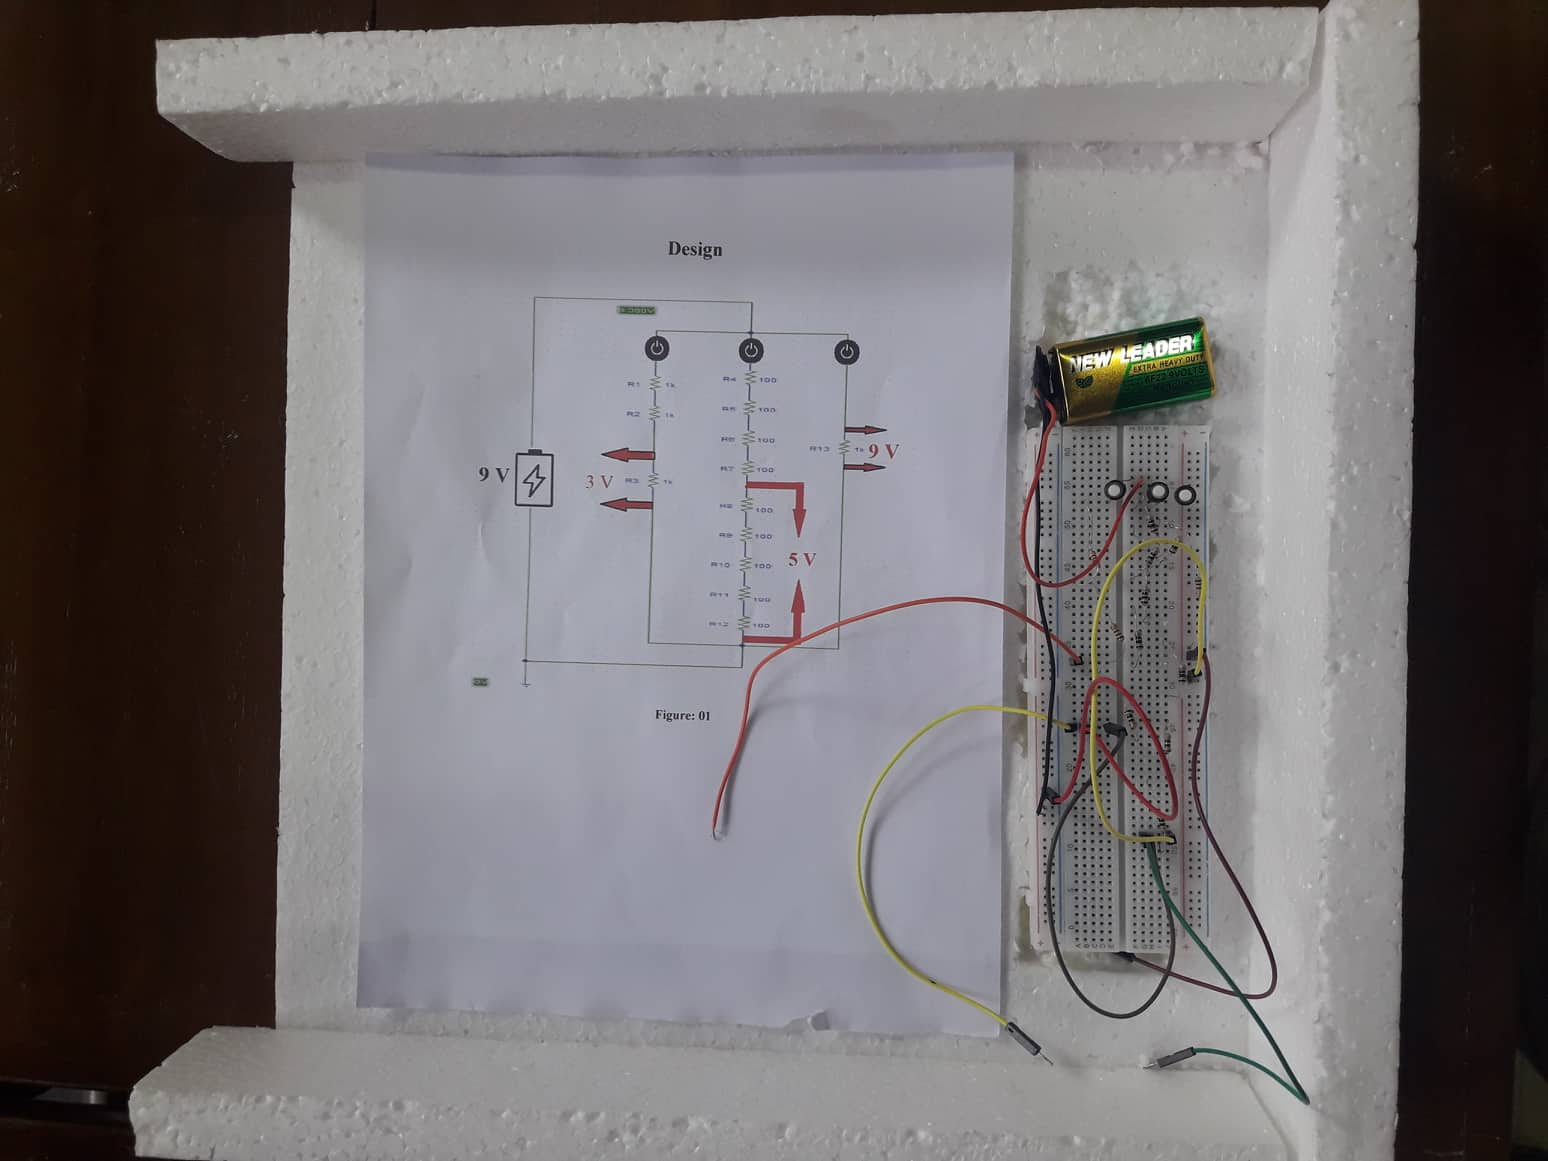 Design
R1 1k
R4 100
R2 1k
R5 100
R6 100
R13 1k 9 V
9 V
3 V R3 1k
R7 100
R8 100
R9 100
5 V
R10 100
R11 100
R12 100
Figure: 01
NEW LEADER
EXTRA HEAVY DUTY
6F22 9VOLTS